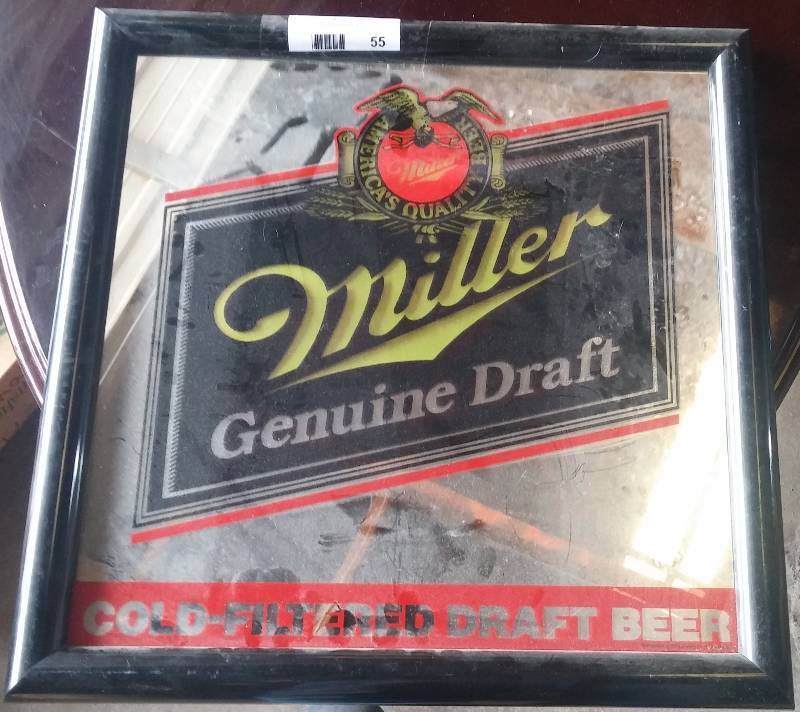 55
AMERICA'S QUALITY BEER
Miller
Miller
Genuine Draft
COLD-FILTERED DRAFT BEER